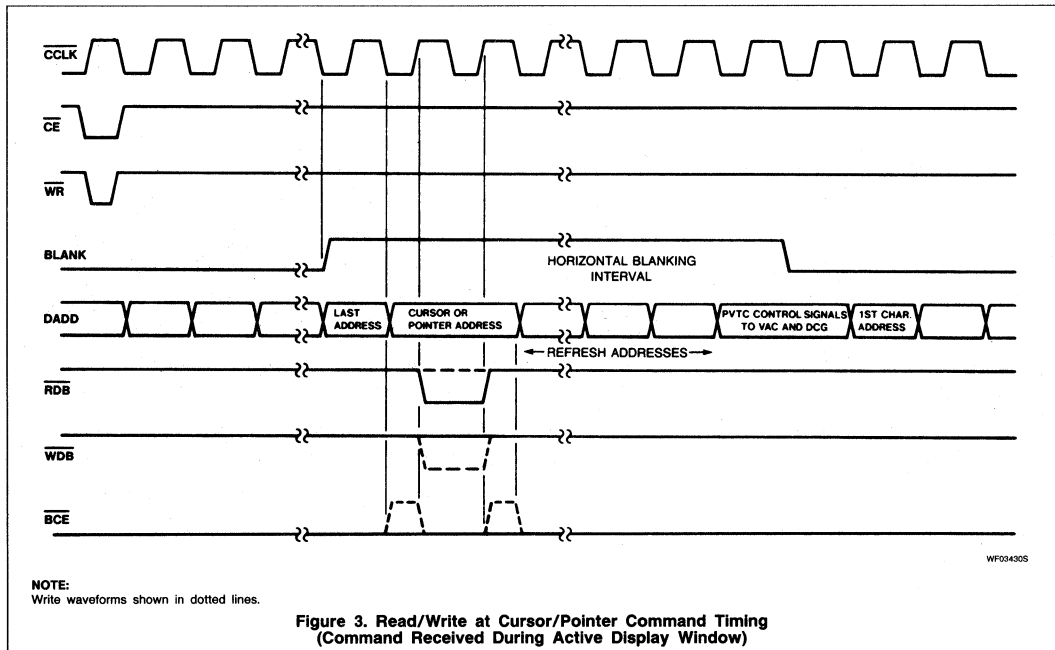 CCLK
CE
WR
BLANK
HORIZONTAL BLANKING
INTERVAL
DADD
LAST
ADDRESS
CURSOR OR
POINTER ADDRESS
PVTC CONTROL SIGNALS
TO VAC AND DCG
1ST CHAR.
ADDRESS
REFRESH ADDRESSES
RDB
WDB
BCE
WF03430S
NOTE:
Write waveforms shown in dotted lines.
Figure 3. Read/Write at Cursor/Pointer Command Timing
(Command Received During Active Display Window)